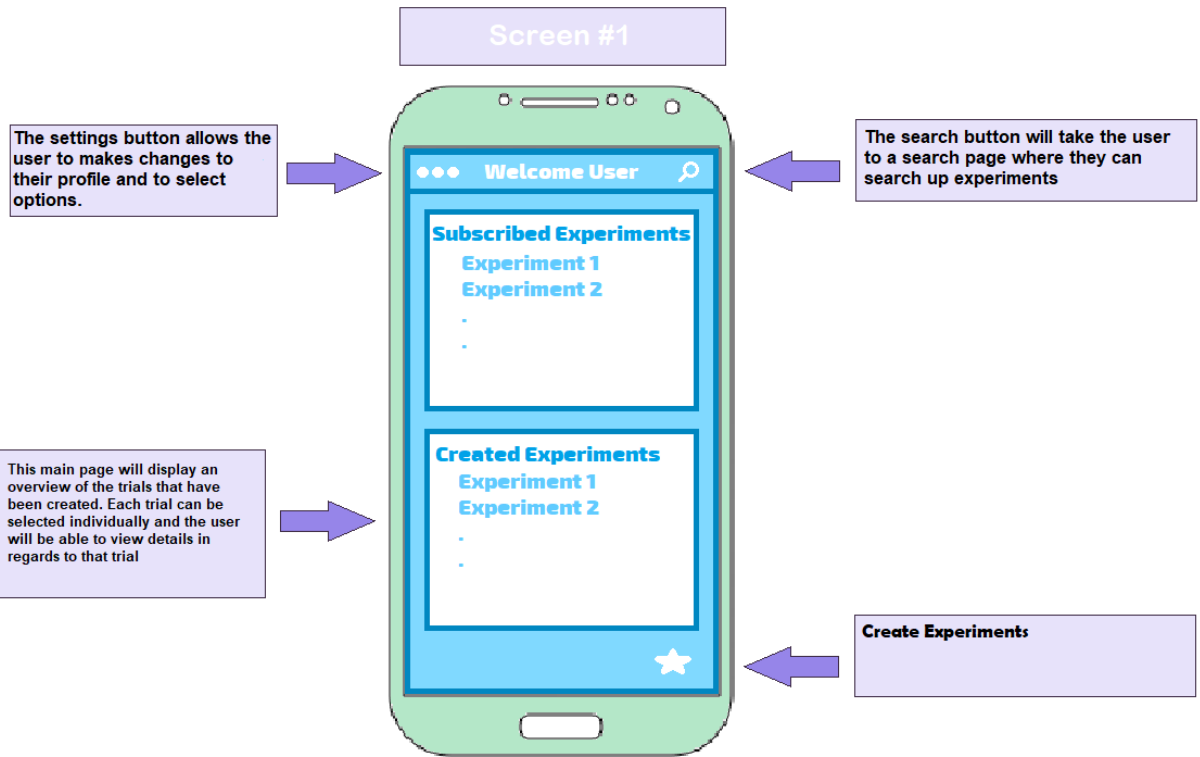 Screen #1
The settings button allows the
user to makes changes to
their profile and to select
options.
The search button will take the user
to a search page where they can
search up experiments
Welcome User
Subscribed Experiments
Experiment 1
Experiment 2
.
.
This main page will display an
overview of the trials that have
been created. Each trial can be
selected individually and the user
will be able to view details in
regards to that trial
Created Experiments
Experiment 1
Experiment 2
.
.
Create Experiments